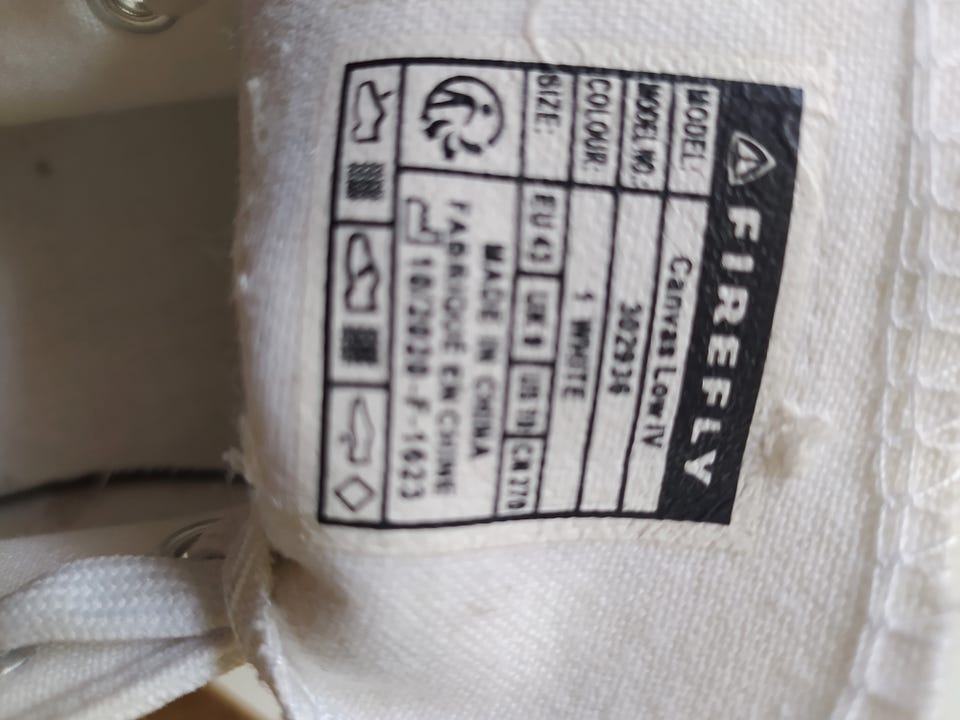 FIREFLY
MODEL: Canvas Low IV
MODEL NO.: 302936
COLOUR: 1 WHITE
SIZE: EU 43 UK 9 US 10 CN 270
MADE IN CHINA
FABRIQUE EN CHINE
10/2020-F-1623